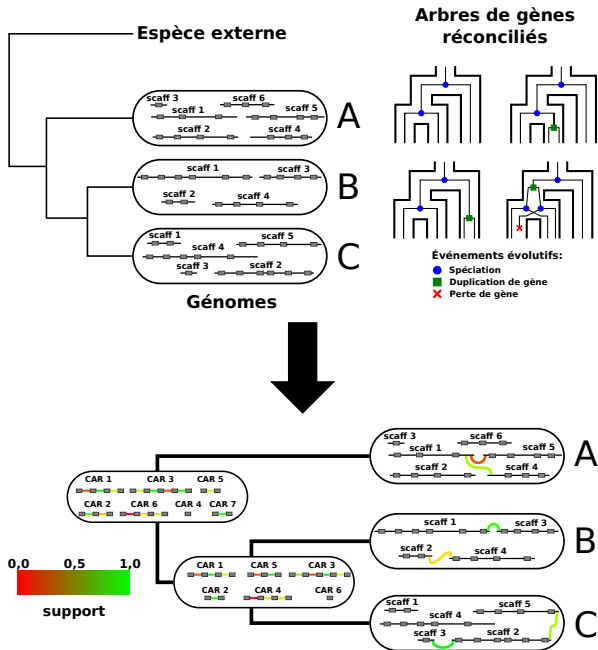 Espèce externe
Arbres de gènes
réconciliés
scaff 3
scaff 6
scaff 1
scaff 5
scaff 2
scaff 4
A
scaff 1
scaff 3
scaff 2
scaff 4
B
scaff 1
scaff 5
scaff 4
scaff 3
scaff 2
C
Génomes
Événements évolutifs:
Spéciation
Duplication de gène
Perte de gène
scaff 3
scaff 6
scaff 1
scaff 5
scaff 2
scaff 4
A
CAR 1
CAR 3
CAR 5
CAR 2
CAR 6
CAR 4
CAR 7
scaff 1
scaff 3
scaff 2
scaff 4
B
0,0
0,5
1,0
support
CAR 1
CAR 5
CAR 3
CAR 2
CAR 4
CAR 6
scaff 1
scaff 5
scaff 4
scaff 3
scaff 2
C